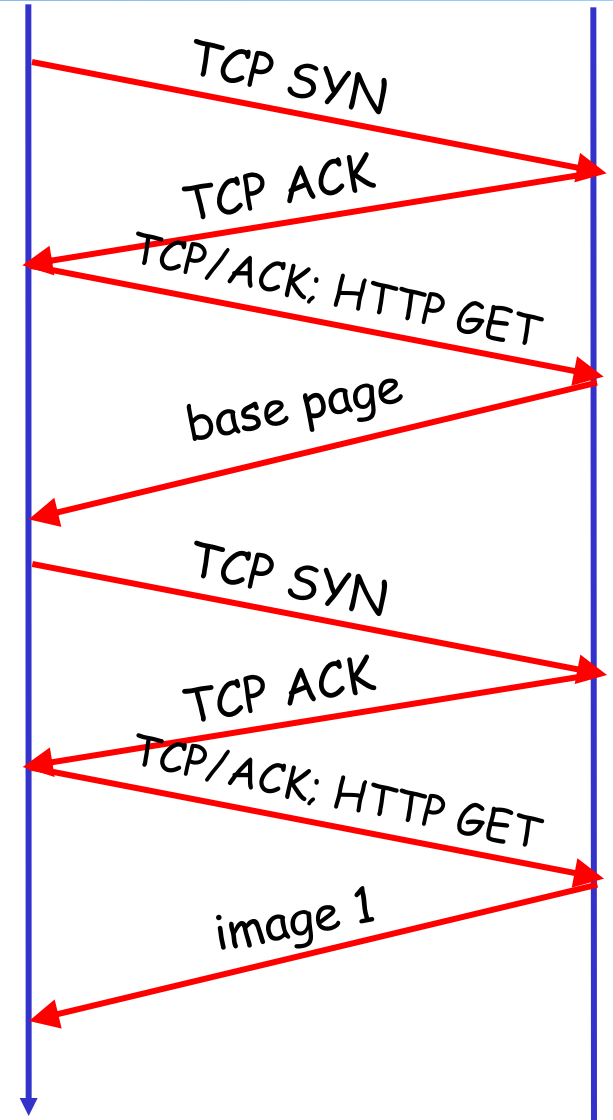 TCP SYN
TCP ACK
TCP/ACK; HTTP GET
base page
TCP SYN
TCP ACK
TCP/ACK; HTTP GET
image 1